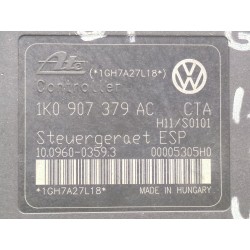 Ate (*1GH7A27L18*)
Controller
1K0 907 379 AC CTA
H11/S0101
Steuergeraet ESP
10.0960-0359.3 00005305H0
*1GH7A27L18* MADE IN HUNGARY